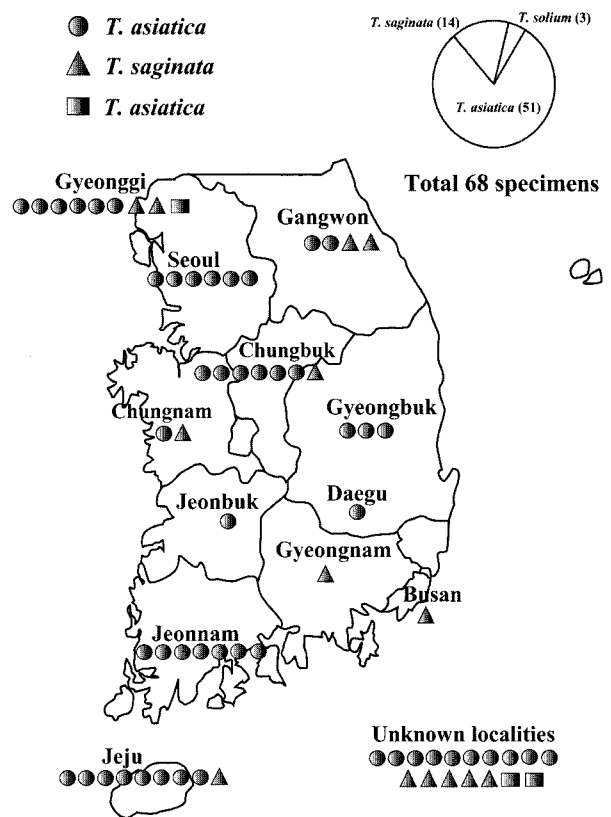 T. asiatica
T. saginata
T. asiatica
T. saginata (14)
T. solium (3)
T. asiatica (51)
Total 68 specimens
Gyeonggi
Gangwon
Seoul
Chungbuk
Chungnam
Gyeongbuk
Daegu
Jeonbuk
Gyeongnam
Busan
Jeonnam
Unknown localities
Jeju